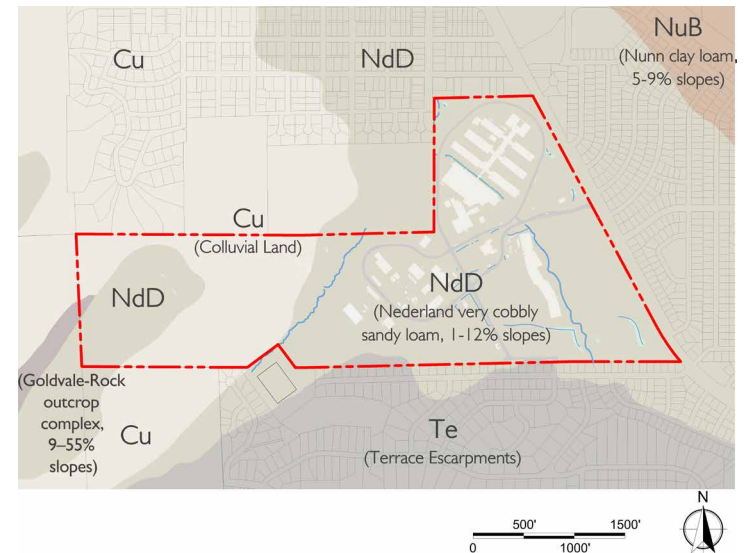 NuB
(Nunn clay loam,
5-9% slopes)
Cu
NdD
Cu
(Colluvial Land)
NdD
NdD
(Nederland very cobbly
sandy loam, 1-12% slopes)
(Goldvale-Rock
outcrop
complex,
9–55%
slopes)
Cu
Te
(Terrace Escarpments)
N
500'
1500'
0
1000'